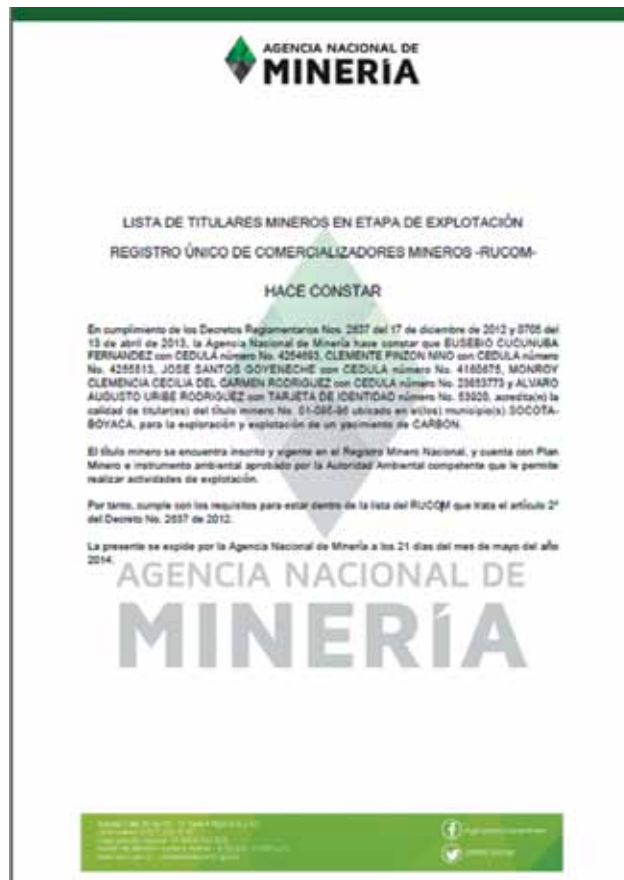 AGENCIA NACIONAL DE
MINERÍA
LISTA DE TITULARES MINEROS EN ETAPA DE EXPLOTACIÓN
REGISTRO ÚNICO DE COMERCIALIZADORES MINEROS -RUCOM-
HACE CONSTAR
En cumplimiento de los Decretos Reglamentarios Nos. 2637 del 17 de diciembre de 2012 y 0705 del
13 de abril de 2013, la Agencia Nacional de Minería hace constar que EUSEBIO CUCUNUBA
FERNANDEZ con CEDULA número No. 4254693, CLEMENTE PINZON NINO con CEDULA número
No. 4255513, JOSE SANTOS GOYENECHE con CEDULA número No. 4160675, MONROY
CLEMENCIA CECILIA DEL CARMEN RODRIGUEZ con CEDULA número No. 23653773 y ALVARO
AUGUSTO URIBE RODRIGUEZ con TARJETA DE IDENTIDAD número No. 53920, acredita(n) la
calidad de titular(es) del título minero No. 01-085-96 ubicado en el(los) municipio(s) SOCOTA-
BOYACA, para la exploración y explotación de un yacimiento de CARBÓN.
El título minero se encuentra inscrito y vigente en el Registro Minero Nacional, y cuenta con Plan
Minero e instrumento ambiental aprobado por la Autoridad Ambiental competente que le permite
realizar actividades de explotación.
Por tanto, cumple con los requisitos para estar dentro de la lista del RUCOM que trata el artículo 2°
del Decreto No. 2637 de 2012.
La presente se expide por la Agencia Nacional de Minería a los 21 días del mes de mayo del año
2014.
AGENCIA NACIONAL DE
MINERÍA